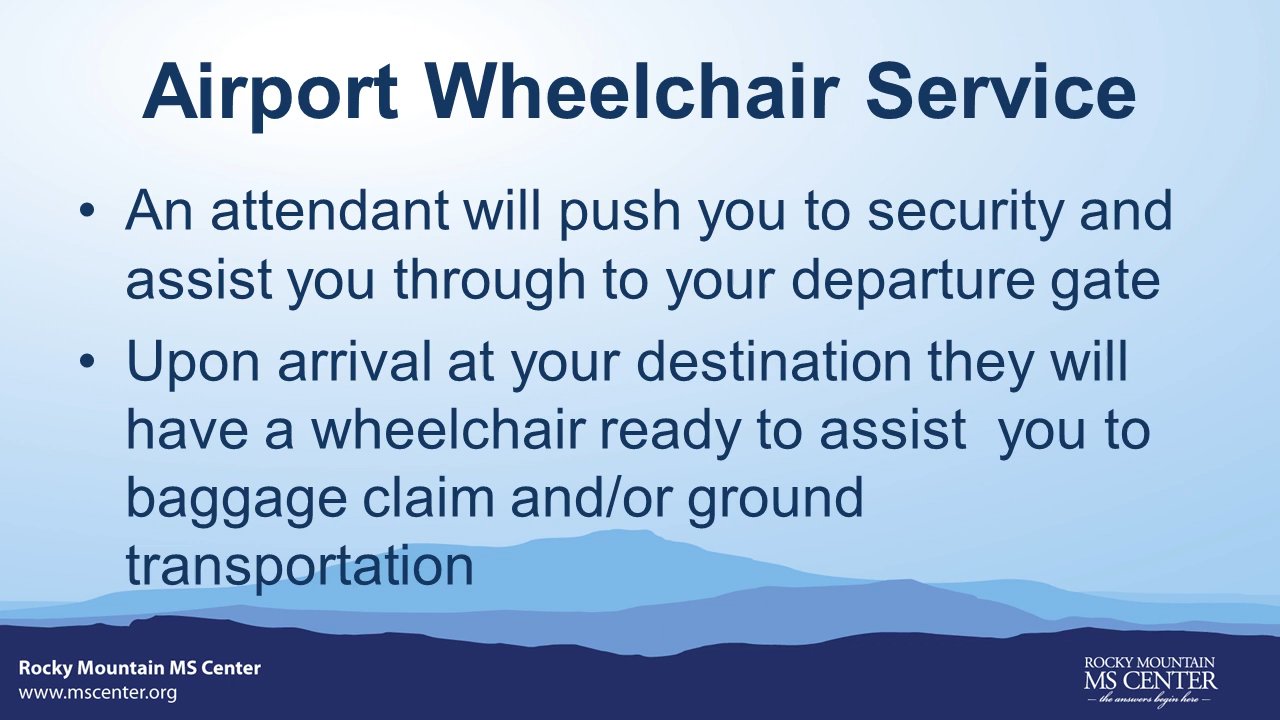 Airport Wheelchair Service
• An attendant will push you to security and
assist you through to your departure gate
• Upon arrival at your destination they will
have a wheelchair ready to assist  you to
baggage claim and/or ground
transportation
Rocky Mountain MS Center
www.mscenter.org
ROCKY MOUNTAIN
MS CENTER
— the answers begin here —